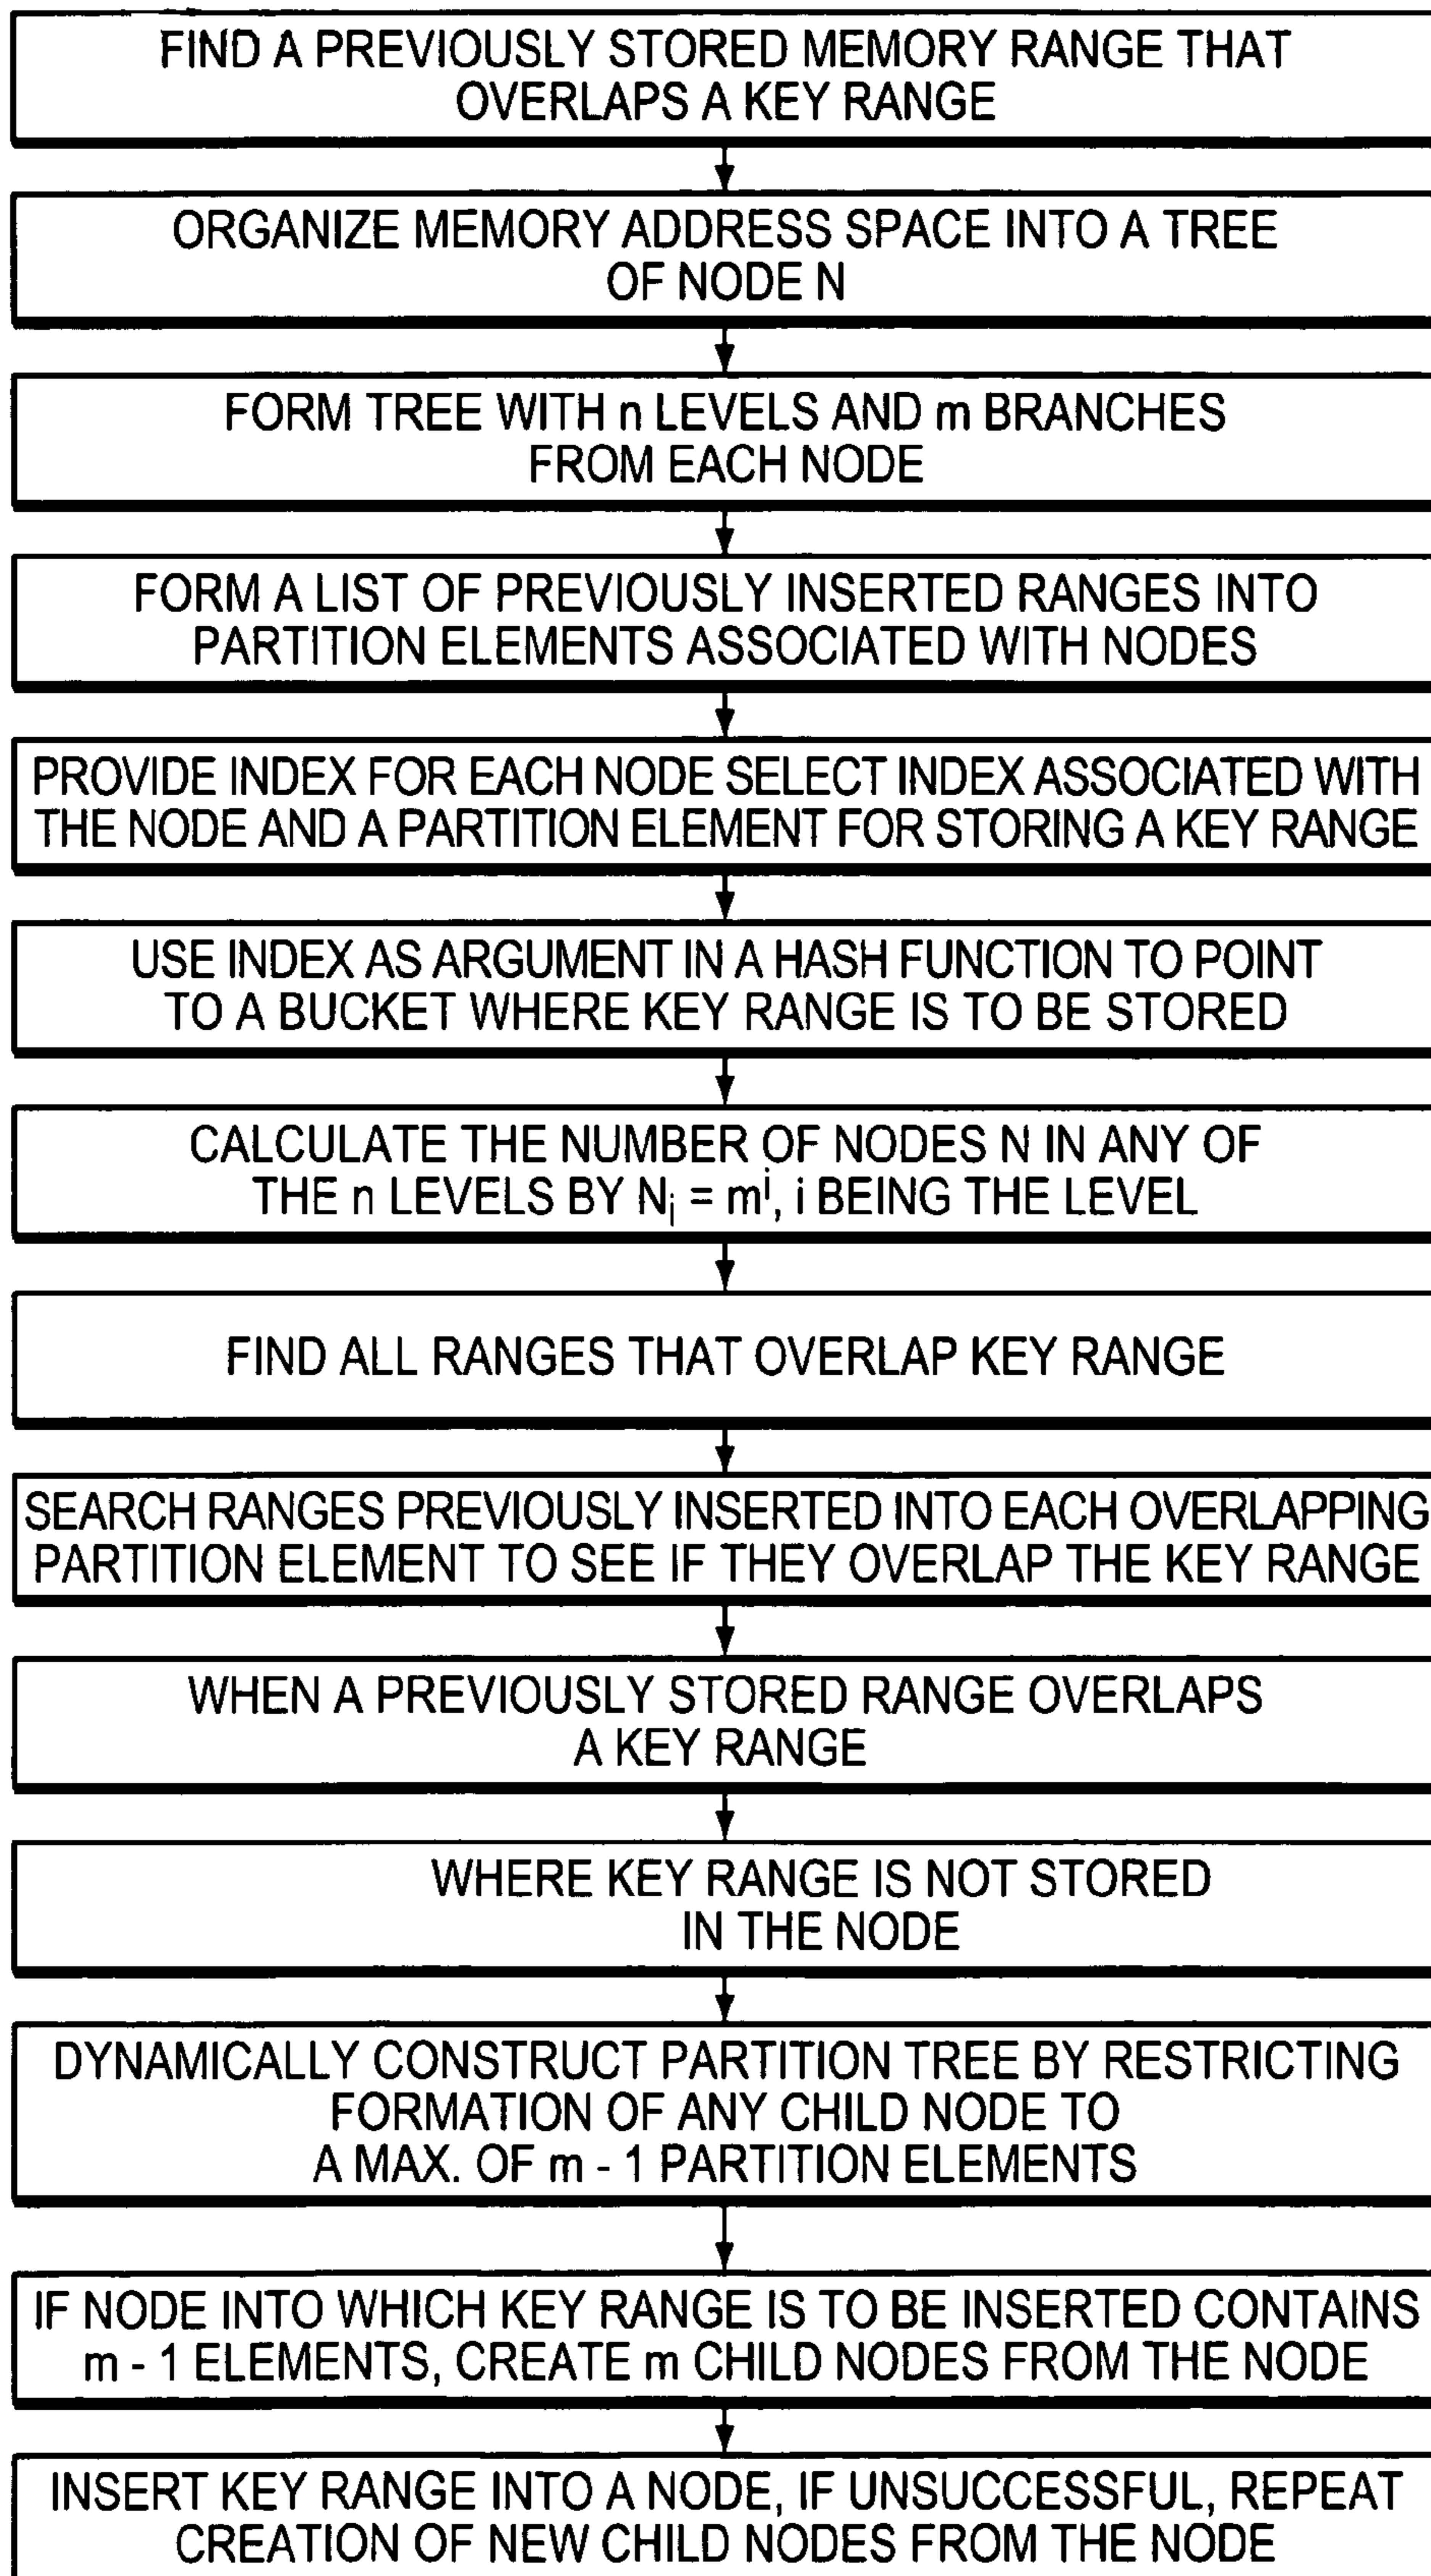 FIND A PREVIOUSLY STORED MEMORY RANGE THAT
OVERLAPS A KEY RANGE
ORGANIZE MEMORY ADDRESS SPACE INTO A TREE
OF NODE N
FORM TREE WITH n LEVELS AND m BRANCHES
FROM EACH NODE
FORM A LIST OF PREVIOUSLY INSERTED RANGES INTO
PARTITION ELEMENTS ASSOCIATED WITH NODES
PROVIDE INDEX FOR EACH NODE SELECT INDEX ASSOCIATED WITH
THE NODE AND A PARTITION ELEMENT FOR STORING A KEY RANGE
USE INDEX AS ARGUMENT IN A HASH FUNCTION TO POINT
TO A BUCKET WHERE KEY RANGE IS TO BE STORED
CALCULATE THE NUMBER OF NODES N IN ANY OF
THE n LEVELS BY Nᵢ = mⁱ, i BEING THE LEVEL
FIND ALL RANGES THAT OVERLAP KEY RANGE
SEARCH RANGES PREVIOUSLY INSERTED INTO EACH OVERLAPPING
PARTITION ELEMENT TO SEE IF THEY OVERLAP THE KEY RANGE
WHEN A PREVIOUSLY STORED RANGE OVERLAPS
A KEY RANGE
WHERE KEY RANGE IS NOT STORED
IN THE NODE
DYNAMICALLY CONSTRUCT PARTITION TREE BY RESTRICTING
FORMATION OF ANY CHILD NODE TO
A MAX. OF m - 1 PARTITION ELEMENTS
IF NODE INTO WHICH KEY RANGE IS TO BE INSERTED CONTAINS
m - 1 ELEMENTS, CREATE m CHILD NODES FROM THE NODE
INSERT KEY RANGE INTO A NODE, IF UNSUCCESSFUL, REPEAT
CREATION OF NEW CHILD NODES FROM THE NODE